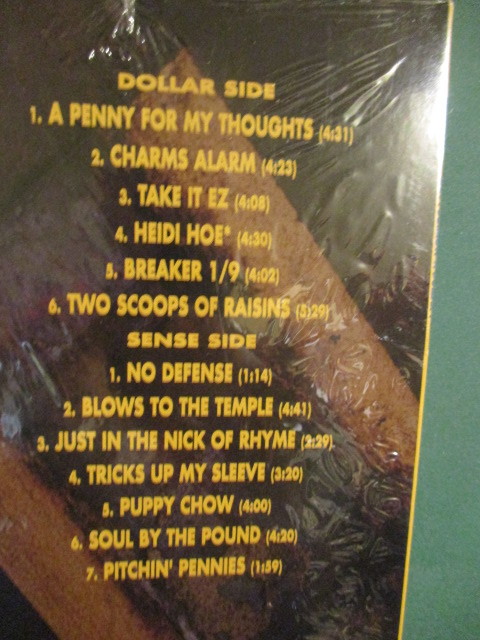 DOLLAR SIDE
1. A PENNY FOR MY THOUGHTS (4:31)
2. CHARMS ALARM (4:23)
3. TAKE IT EZ (4:08)
4. HEIDI HOE* (4:30)
5. BREAKER 1/9 (4:02)
6. TWO SCOOPS OF RAISINS (3:29)
SENSE SIDE
1. NO DEFENSE (1:14)
2. BLOWS TO THE TEMPLE (4:41)
3. JUST IN THE NICK OF RHYME (2:29)
4. TRICKS UP MY SLEEVE (3:20)
5. PUPPY CHOW (4:00)
6. SOUL BY THE POUND (4:20)
7. PITCHIN' PENNIES (1:59)